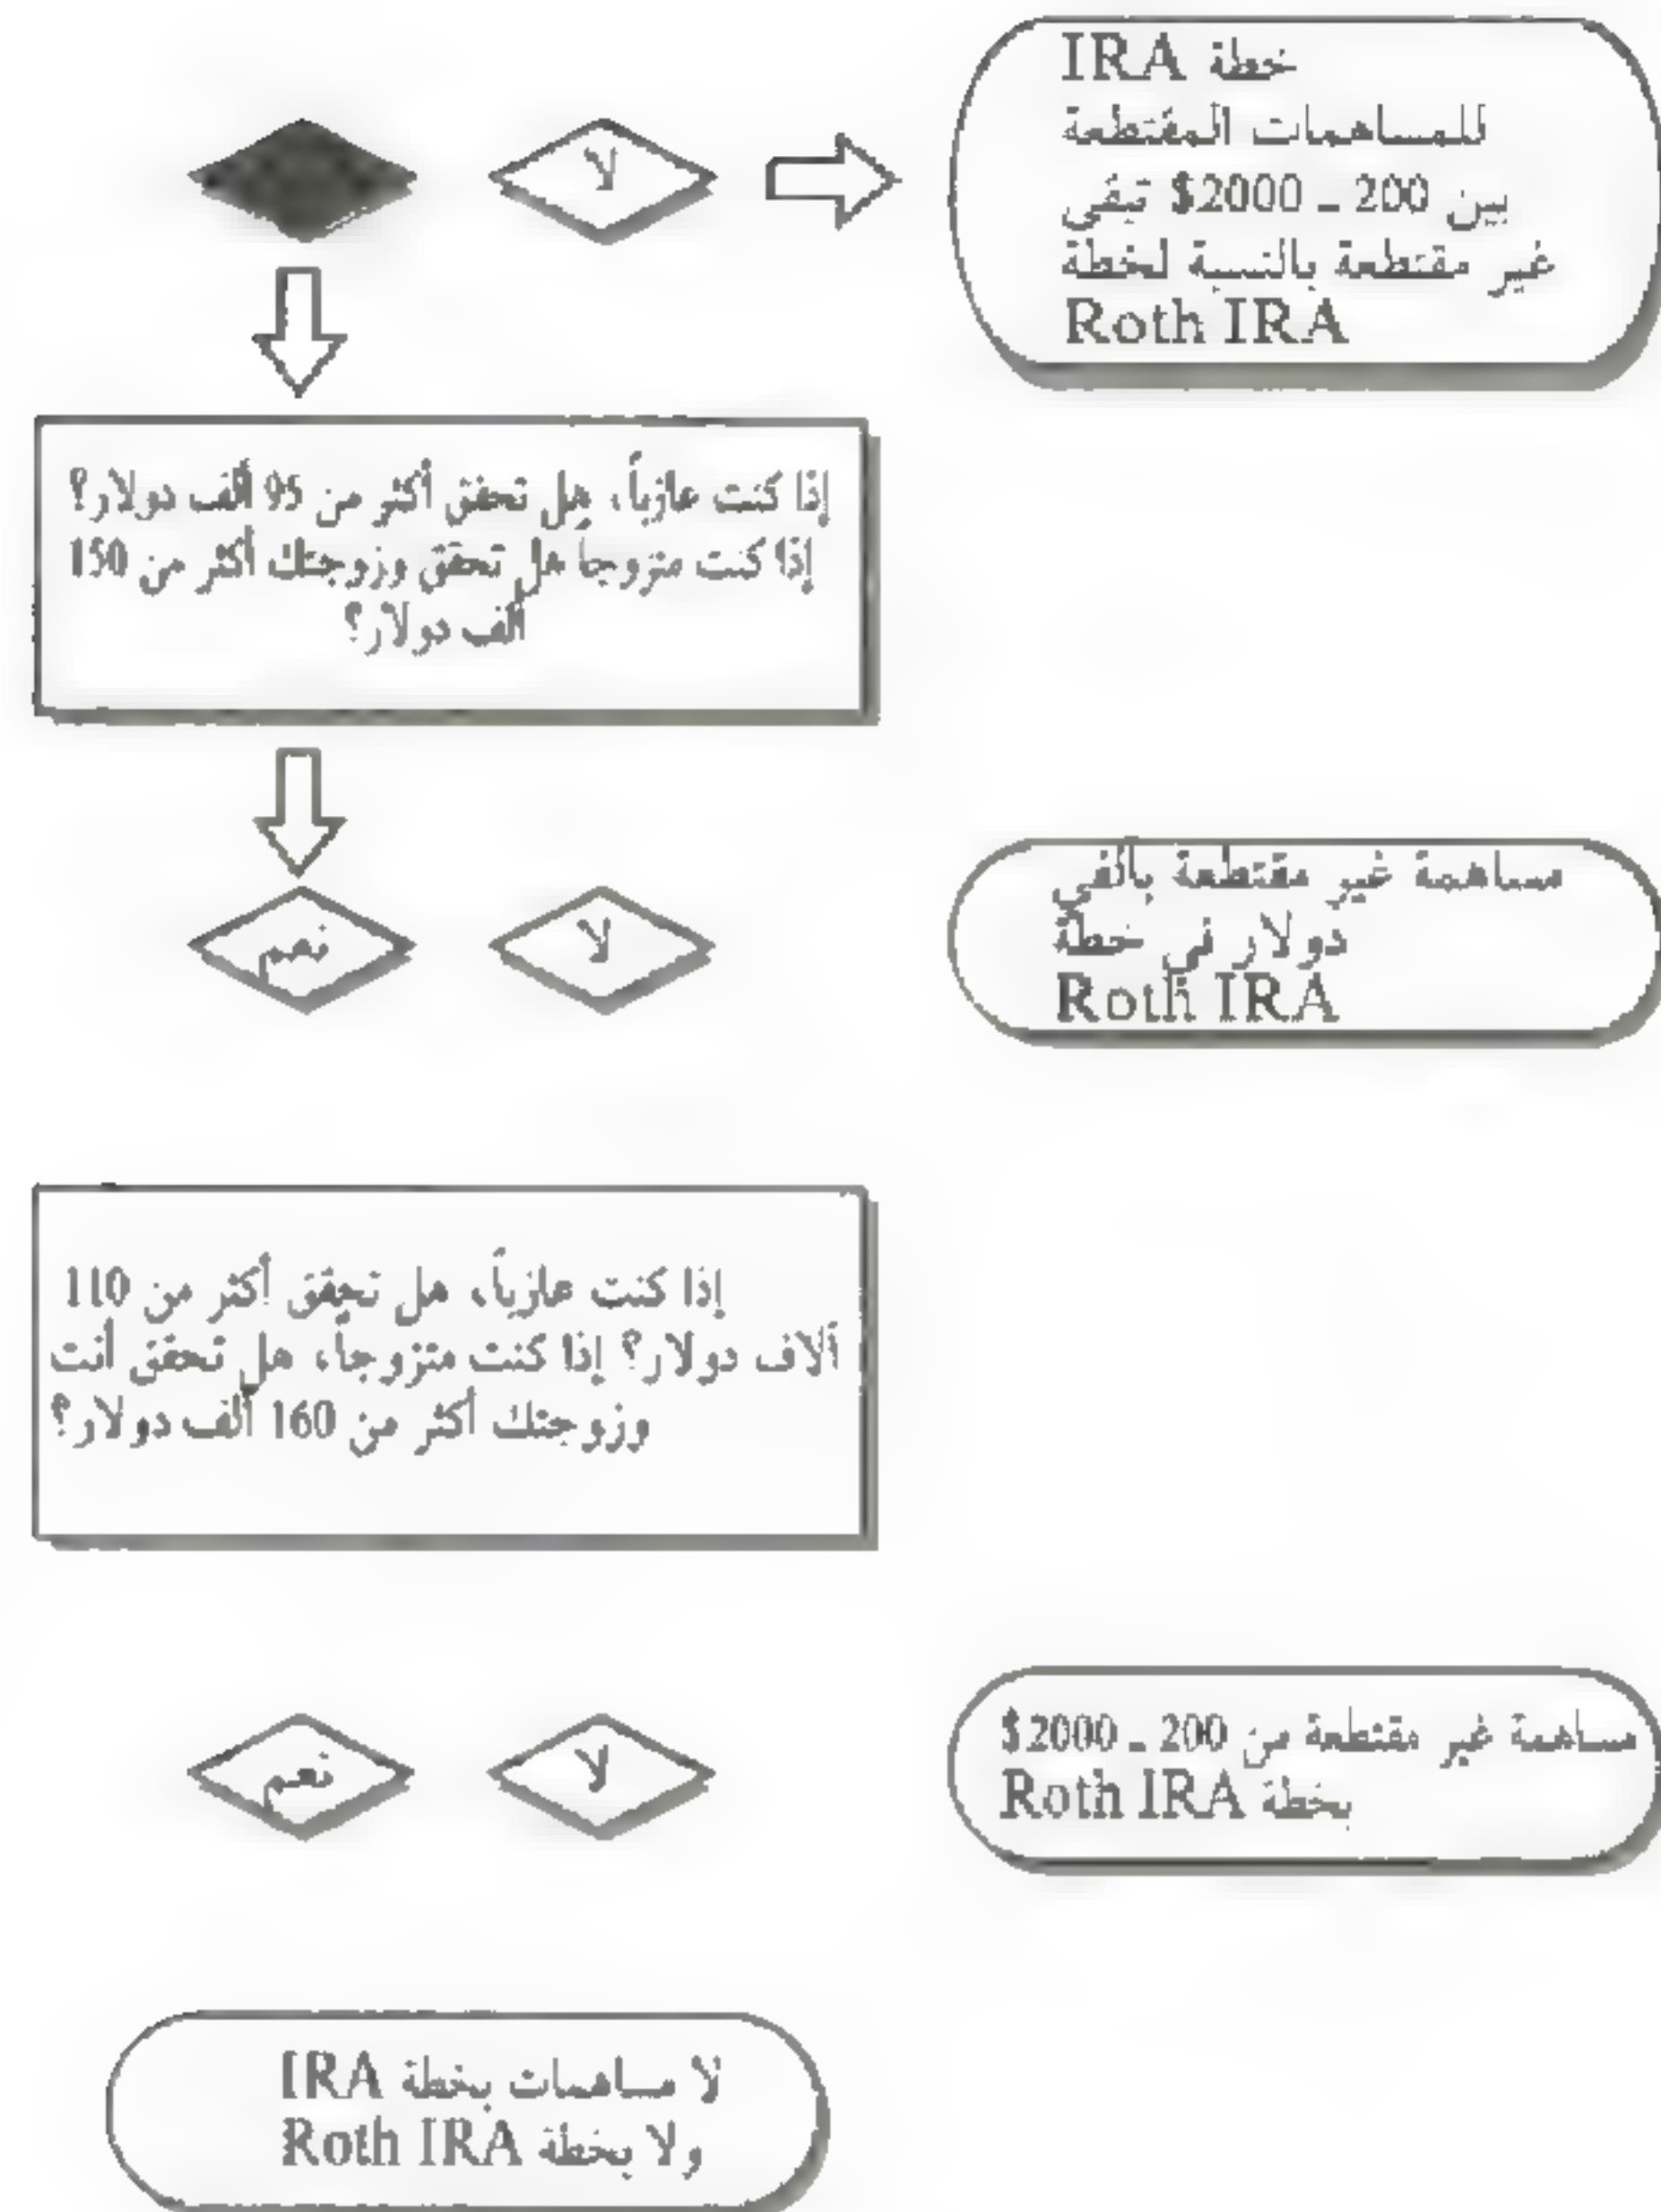 لا
خطة IRA
للمساهمات المقتطعة
بين 200 ـ 2000$ تبقى
غير مقتطعة بالنسبة لخطة
Roth IRA
إذا كنت عازباً، هل تحقق أكثر من 95 ألف دولار؟
إذا كنت متزوجاً هل تحقق وزوجتك أكثر من 150
ألف دولار؟
نعم
لا
مساهمة غير مقتطعة بألفي
دولار في خطة
Roth IRA
إذا كنت عازباً، هل تحقق أكثر من 110
آلاف دولار؟ إذا كنت متزوجاً، هل تحقق أنت
وزوجتك أكثر من 160 ألف دولار؟
نعم
لا
مساهمة غير مقتطعة من 200 ـ 2000$
بخطة Roth IRA
لا مساهمات بخطة IRA
ولا بخطة Roth IRA